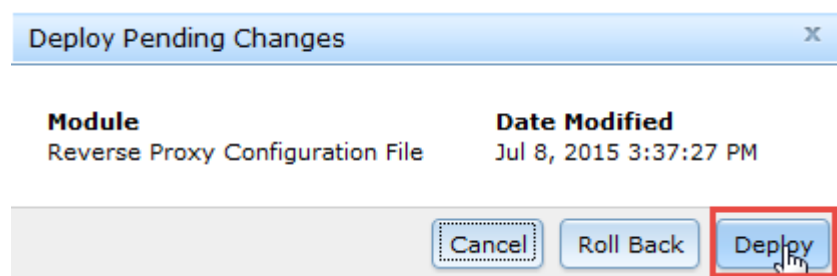 Deploy Pending Changes x
Module Date Modified
Reverse Proxy Configuration File Jul 8, 2015 3:37:27 PM
Cancel Roll Back Deploy